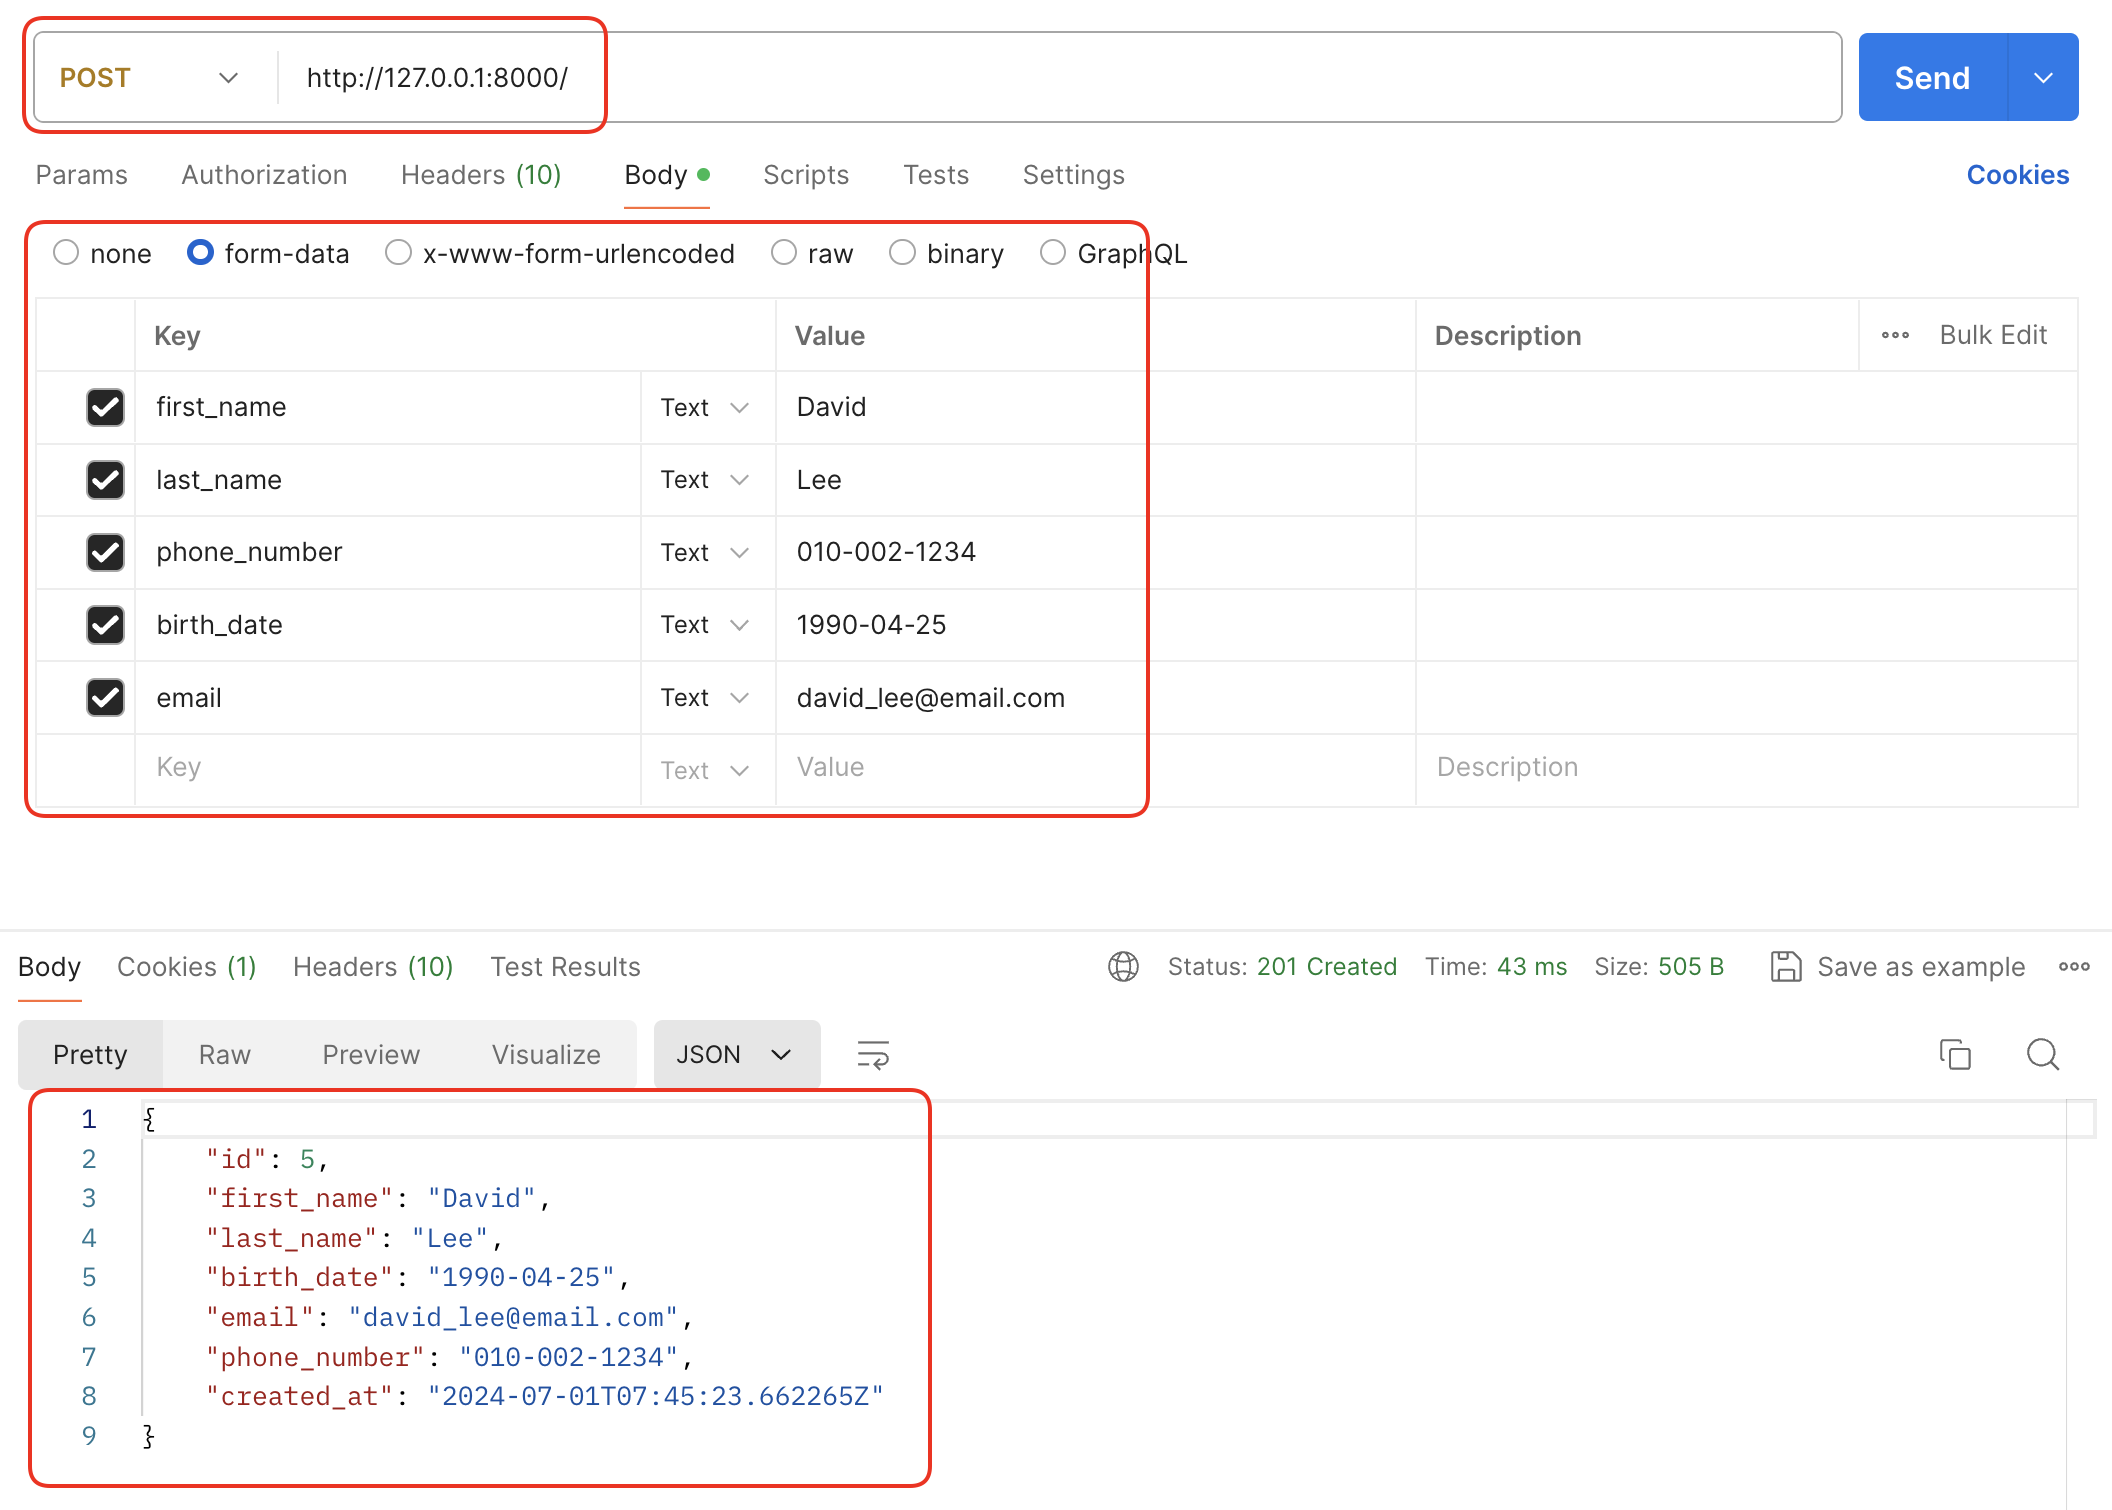 POST http://127.0.0.1:8000/ Send
Params Authorization Headers (10) Body Scripts Tests Settings Cookies
none form-data x-www-form-urlencoded raw binary GraphQL
Key Value Description Bulk Edit
first_name Text David
last_name Text Lee
phone_number Text 010-002-1234
birth_date Text 1990-04-25
email Text david_lee@email.com
Key Text Value Description
Body Cookies (1) Headers (10) Test Results Status: 201 Created Time: 43 ms Size: 505 B Save as example
Pretty Raw Preview Visualize JSON
1 {
2 "id": 5,
3 "first_name": "David",
4 "last_name": "Lee",
5 "birth_date": "1990-04-25",
6 "email": "david_lee@email.com",
7 "phone_number": "010-002-1234",
8 "created_at": "2024-07-01T07:45:23.662265Z"
9 }